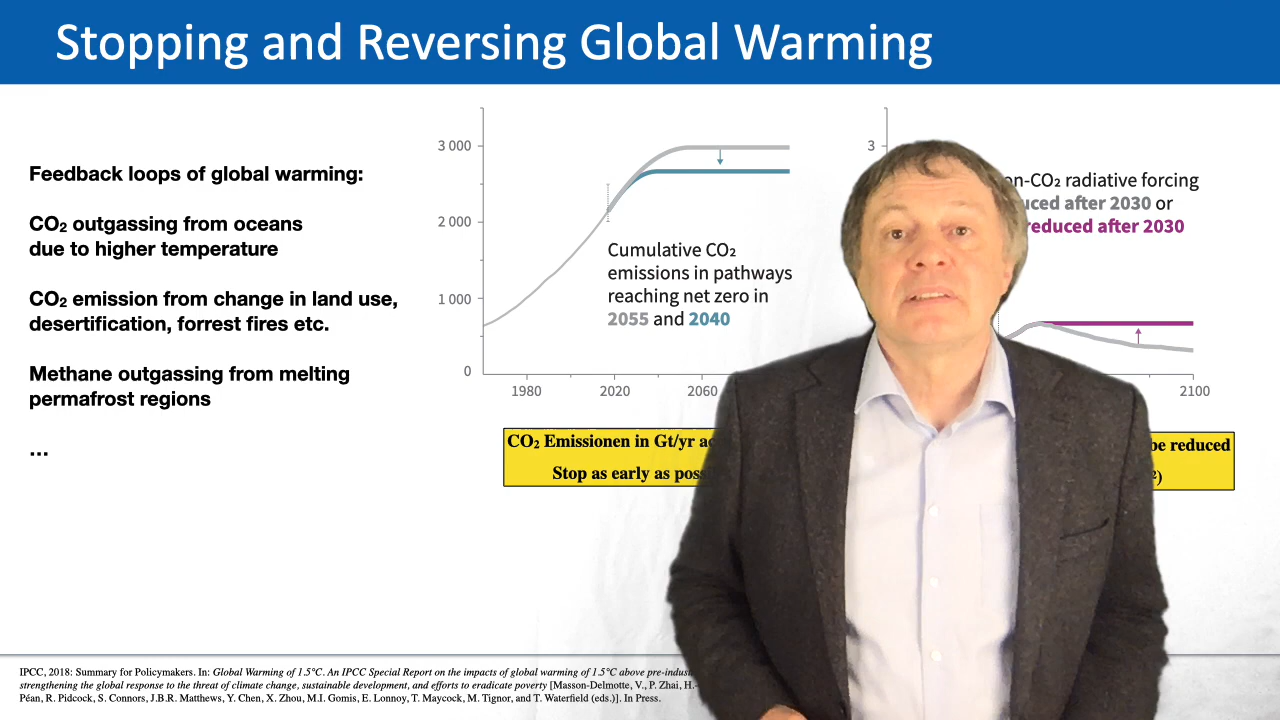 Stopping and Reversing Global Warming
Feedback loops of global warming:
CO₂ outgassing from oceans
due to higher temperature
CO₂ emission from change in land use,
desertification, forrest fires etc.
Methane outgassing from melting
permafrost regions
...
3 000
2 000
1 000
0
1980 2020 2060
Cumulative CO₂
emissions in pathways
reaching net zero in
2055 and 2040
CO₂ Emissionen in Gt/yr
Stop as early as
3
CO₂ radiative forcing
after 2030 or
reduced after 2030
2100
be reduced
²)
IPCC, 2018: Summary for Policymakers. In: Global Warming of 1.5°C. An IPCC Special Report on the impacts of global warming of 1.5°C above
strengthening the global response to the threat of climate change, sustainable development, and efforts to eradicate poverty [Masson-Delmotte, V., P. Zhai, H.-
Péan, R. Pidcock, S. Connors, J.B.R. Matthews, Y. Chen, X. Zhou, M.I. Gomis, E. Lonnoy, T. Maycock, M. Tignor, and T. Waterfield (eds.)]. In Press.